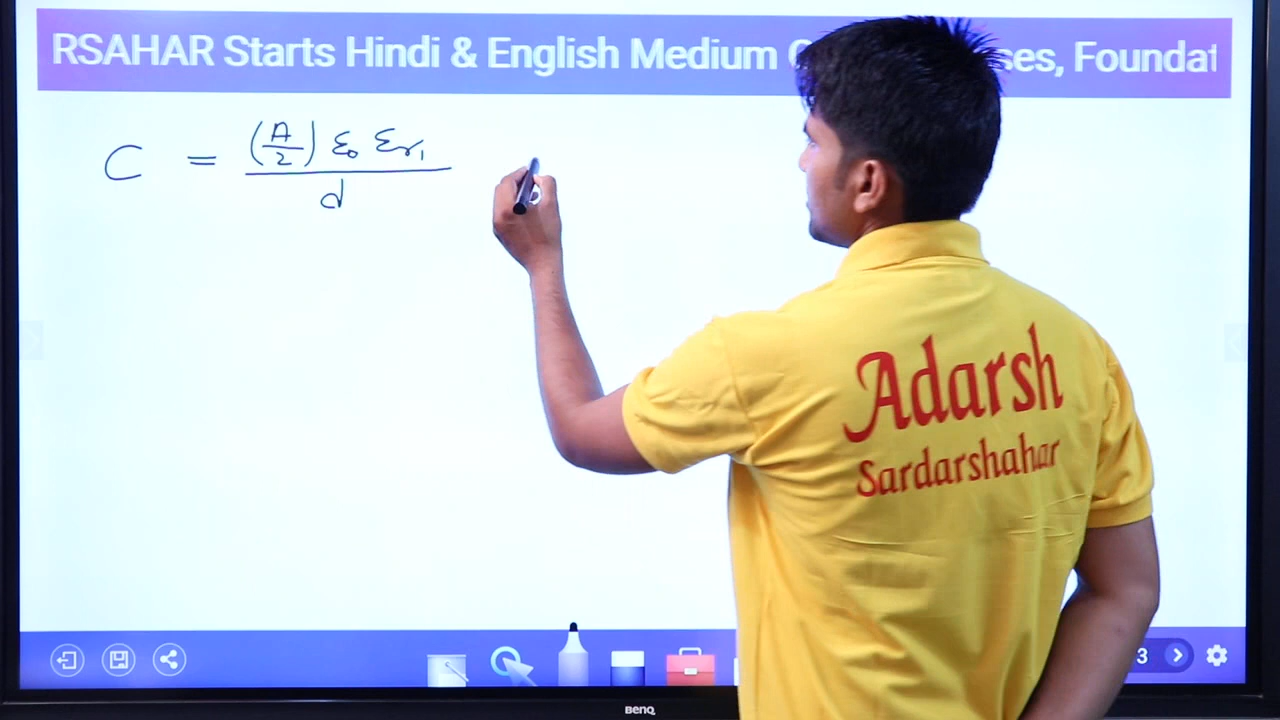 RSAHAR Starts Hindi & English Medium ses, Foundat
C = (A/2) ε₀ εr₁ / d
Adarsh
Sardarshahar
3
BenQ